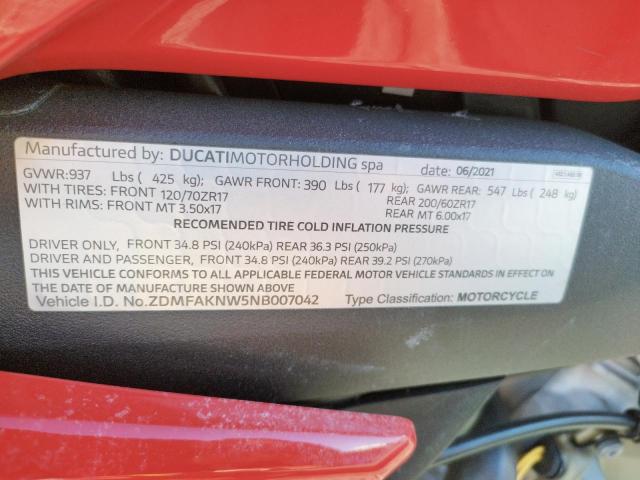 Manufactured by: DUCATIMOTORHOLDING spa date: 06/2021
GVWR:937 Lbs ( 425 kg); GAWR FRONT: 390 Lb ( 177 kg); GAWR REAR: 547 Lb ( 248 kg)
WITH TIRES: FRONT 120/70ZR17 REAR 200/60ZR17
WITH RIMS: FRONT MT 3.50x17 REAR MT 6.00x17
RECOMENDED TIRE COLD INFLATION PRESSURE
DRIVER ONLY, FRONT 34.8 PSI (240kPa) REAR 36.3 PSI (250kPa)
DRIVER AND PASSENGER, FRONT 34.8 PSI (240kPa) REAR 39.2 PSI (270kPa)
THIS VEHICLE CONFORMS TO ALL APPLICABLE FEDERAL MOTOR VEHICLE STANDARDS IN EFFECT ON
THE DATE OF MANUFACTURE SHOWN ABOVE
Vehicle I.D. No.ZDMFAKNW5NB007042 Type Classification: MOTORCYCLE